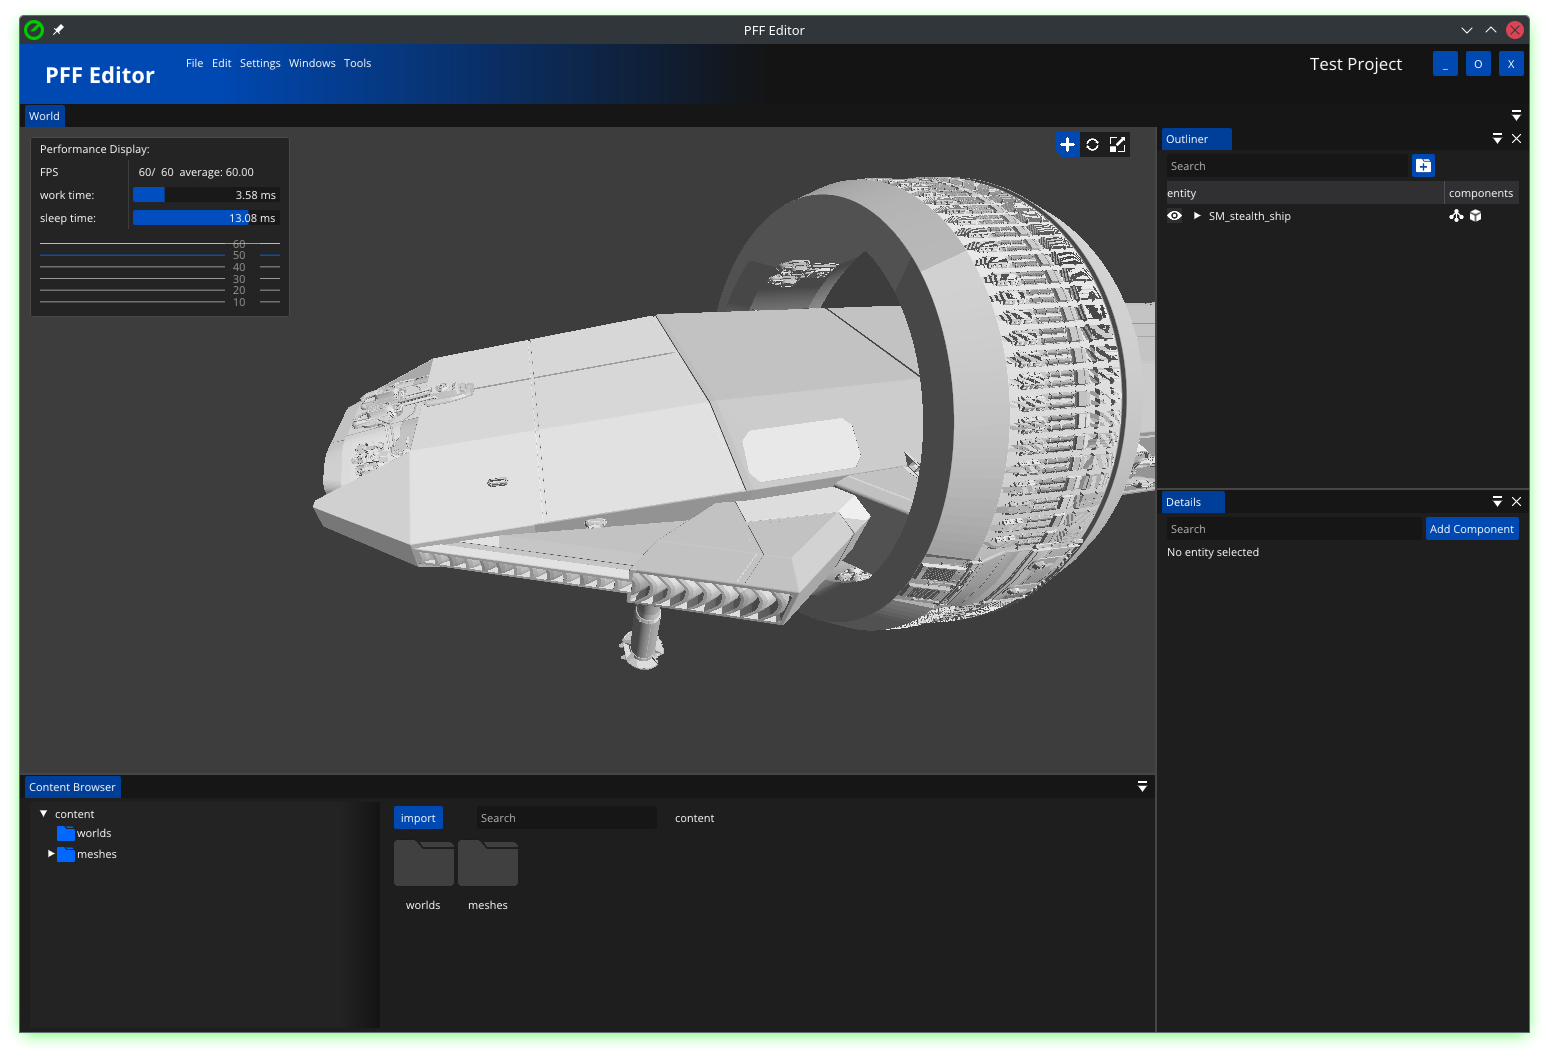 PFF Editor
PFF Editor
File Edit Settings Windows Tools
Test Project
_ O X
World
Performance Display:
FPS 60/ 60 average: 60.00
work time: 3.58 ms
sleep time: 13.08 ms
60
50
40
30
20
10
Outliner
Search
entity components
SM_stealth_ship
Details
Search Add Component
No entity selected
Content Browser
content
worlds
meshes
import Search content
worlds meshes